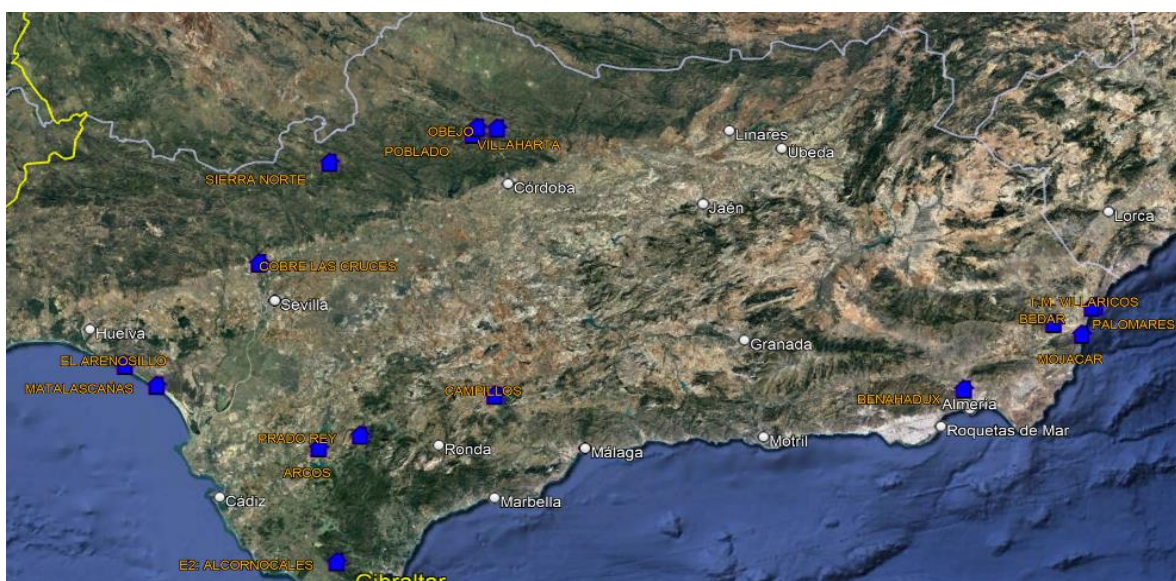 OBEJO
VILLAHARTA
POBLADO
Linares
Úbeda
SIERRA NORTE
Córdoba
Jaén
Lorca
COBRE LAS CRUCES
Sevilla
Huelva
F.M. VILLARICOS
BEDAR
PALOMARES
Granada
MOJACAR
EL ARENOSILLO
MATALASCAÑAS
CAMPILLOS
BENAHADUX
Almería
Roquetas de Mar
PRADO REY
Ronda
Málaga
Motril
ARCOS
Cádiz
Marbella
E2: ALCORNOCALES
Gibraltar